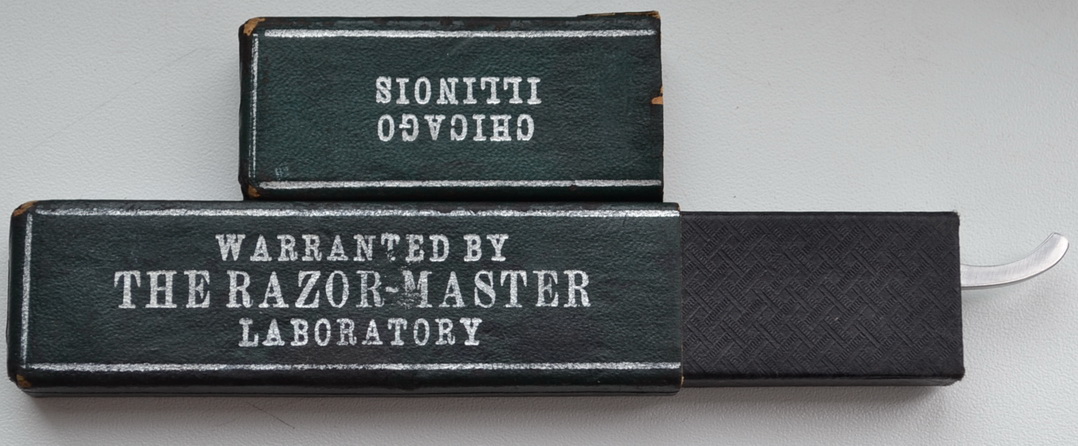 CHICAGO
ILLINOIS
WARRANTED BY
THE RAZOR-MASTER
LABORATORY